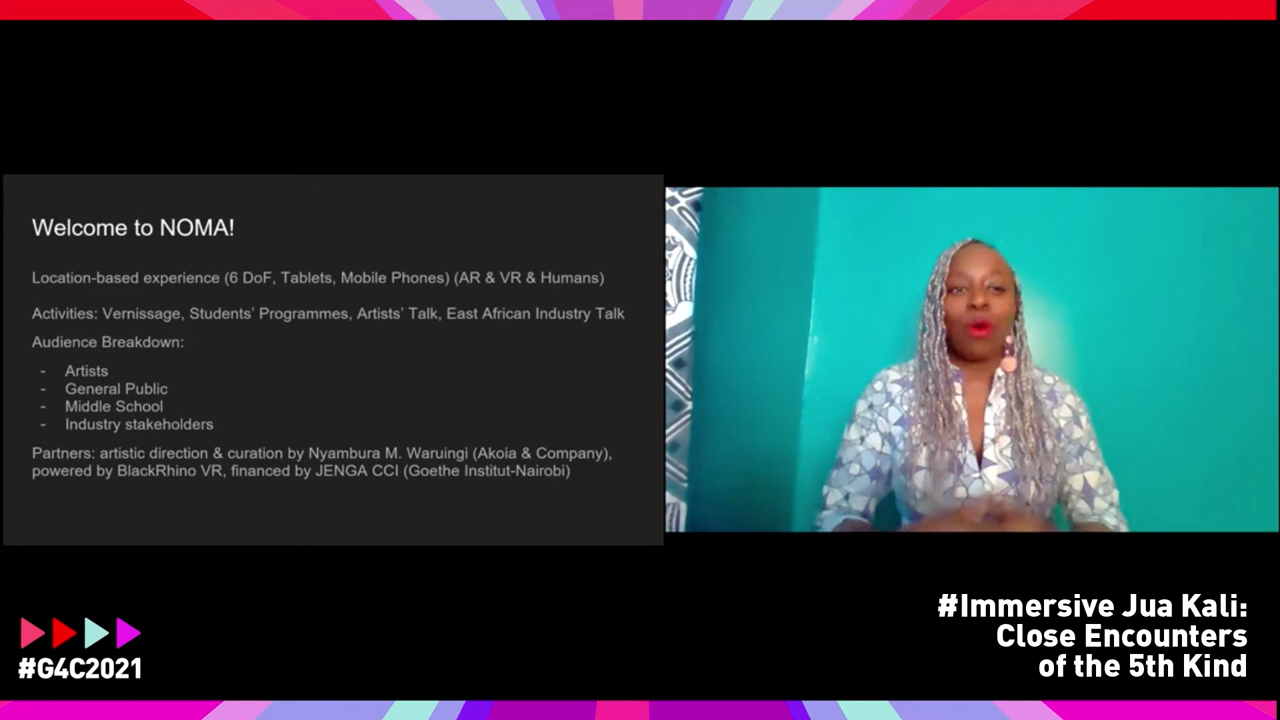 Welcome to NOMA!
Location-based experience (6 DoF, Tablets, Mobile Phones) (AR & VR & Humans)
Activities: Vernissage, Students' Programmes, Artists' Talk, East African Industry Talk
Audience Breakdown:
- Artists
- General Public
- Middle School
- Industry stakeholders
Partners: artistic direction & curation by Nyambura M. Waruingi (Akoia & Company),
powered by BlackRhino VR, financed by JENGA CCI (Goethe Institut-Nairobi)
#G4C2021
#Immersive Jua Kali:
Close Encounters
of the 5th Kind